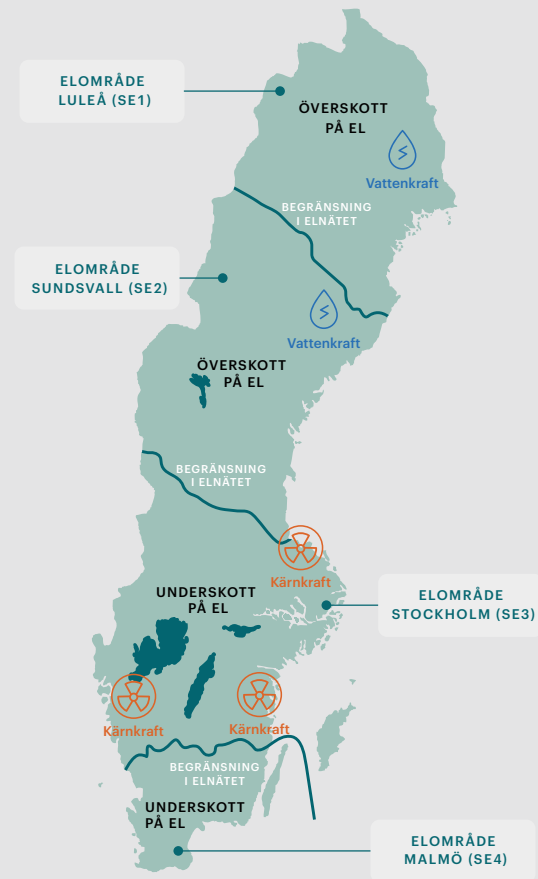 ELOMRÅDE
LULEÅ (SE1)
ÖVERSKOTT
PÅ EL
Vattenkraft
BEGRÄNSNING
I ELNÄTET
ELOMRÅDE
SUNDSVALL (SE2)
Vattenkraft
ÖVERSKOTT
PÅ EL
BEGRÄNSNING
I ELNÄTET
Kärnkraft
UNDERSKOTT
PÅ EL
ELOMRÅDE
STOCKHOLM (SE3)
Kärnkraft
Kärnkraft
BEGRÄNSNING
I ELNÄTET
UNDERSKOTT
PÅ EL
ELOMRÅDE
MALMÖ (SE4)